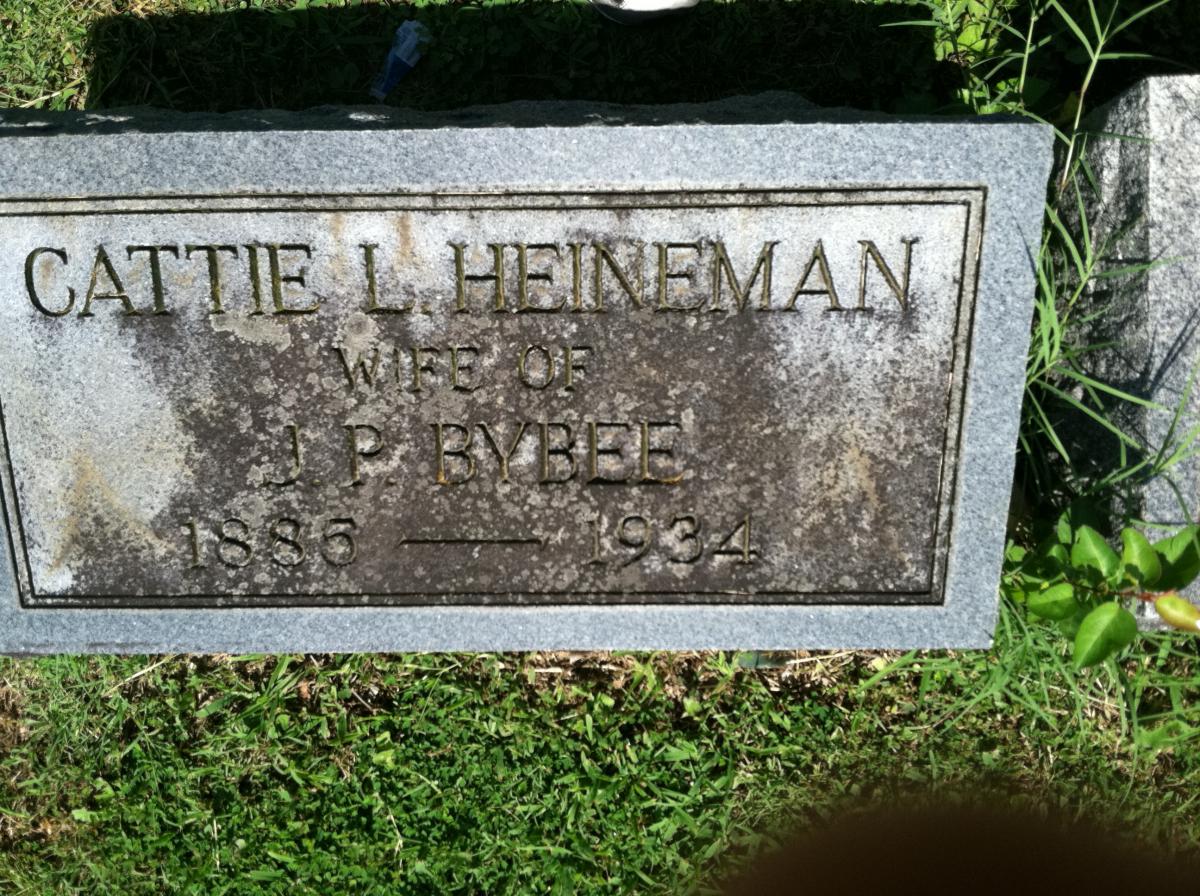 CATTIE L. HEINEMAN
WIFE OF
J. P. BYBEE
1885 — 1934